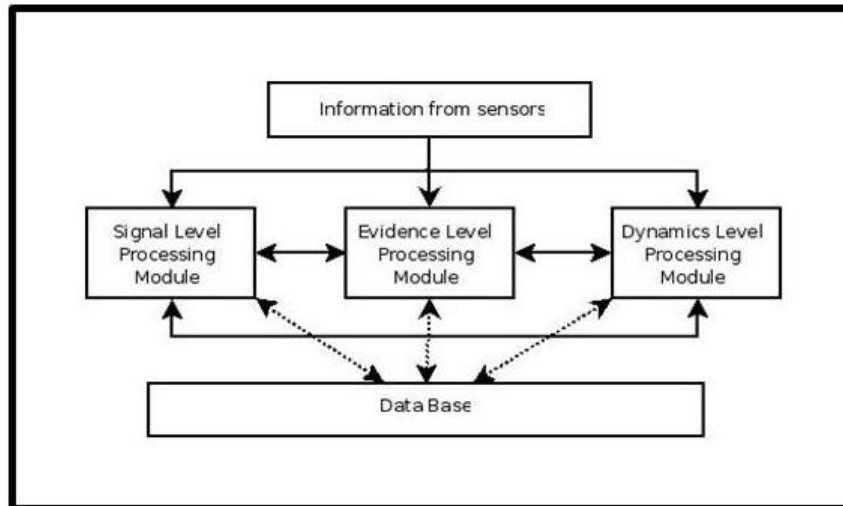 Information from sensors
Signal Level
Processing
Module
Evidence Level
Processing
Module
Dynamics Level
Processing
Module
Data Base